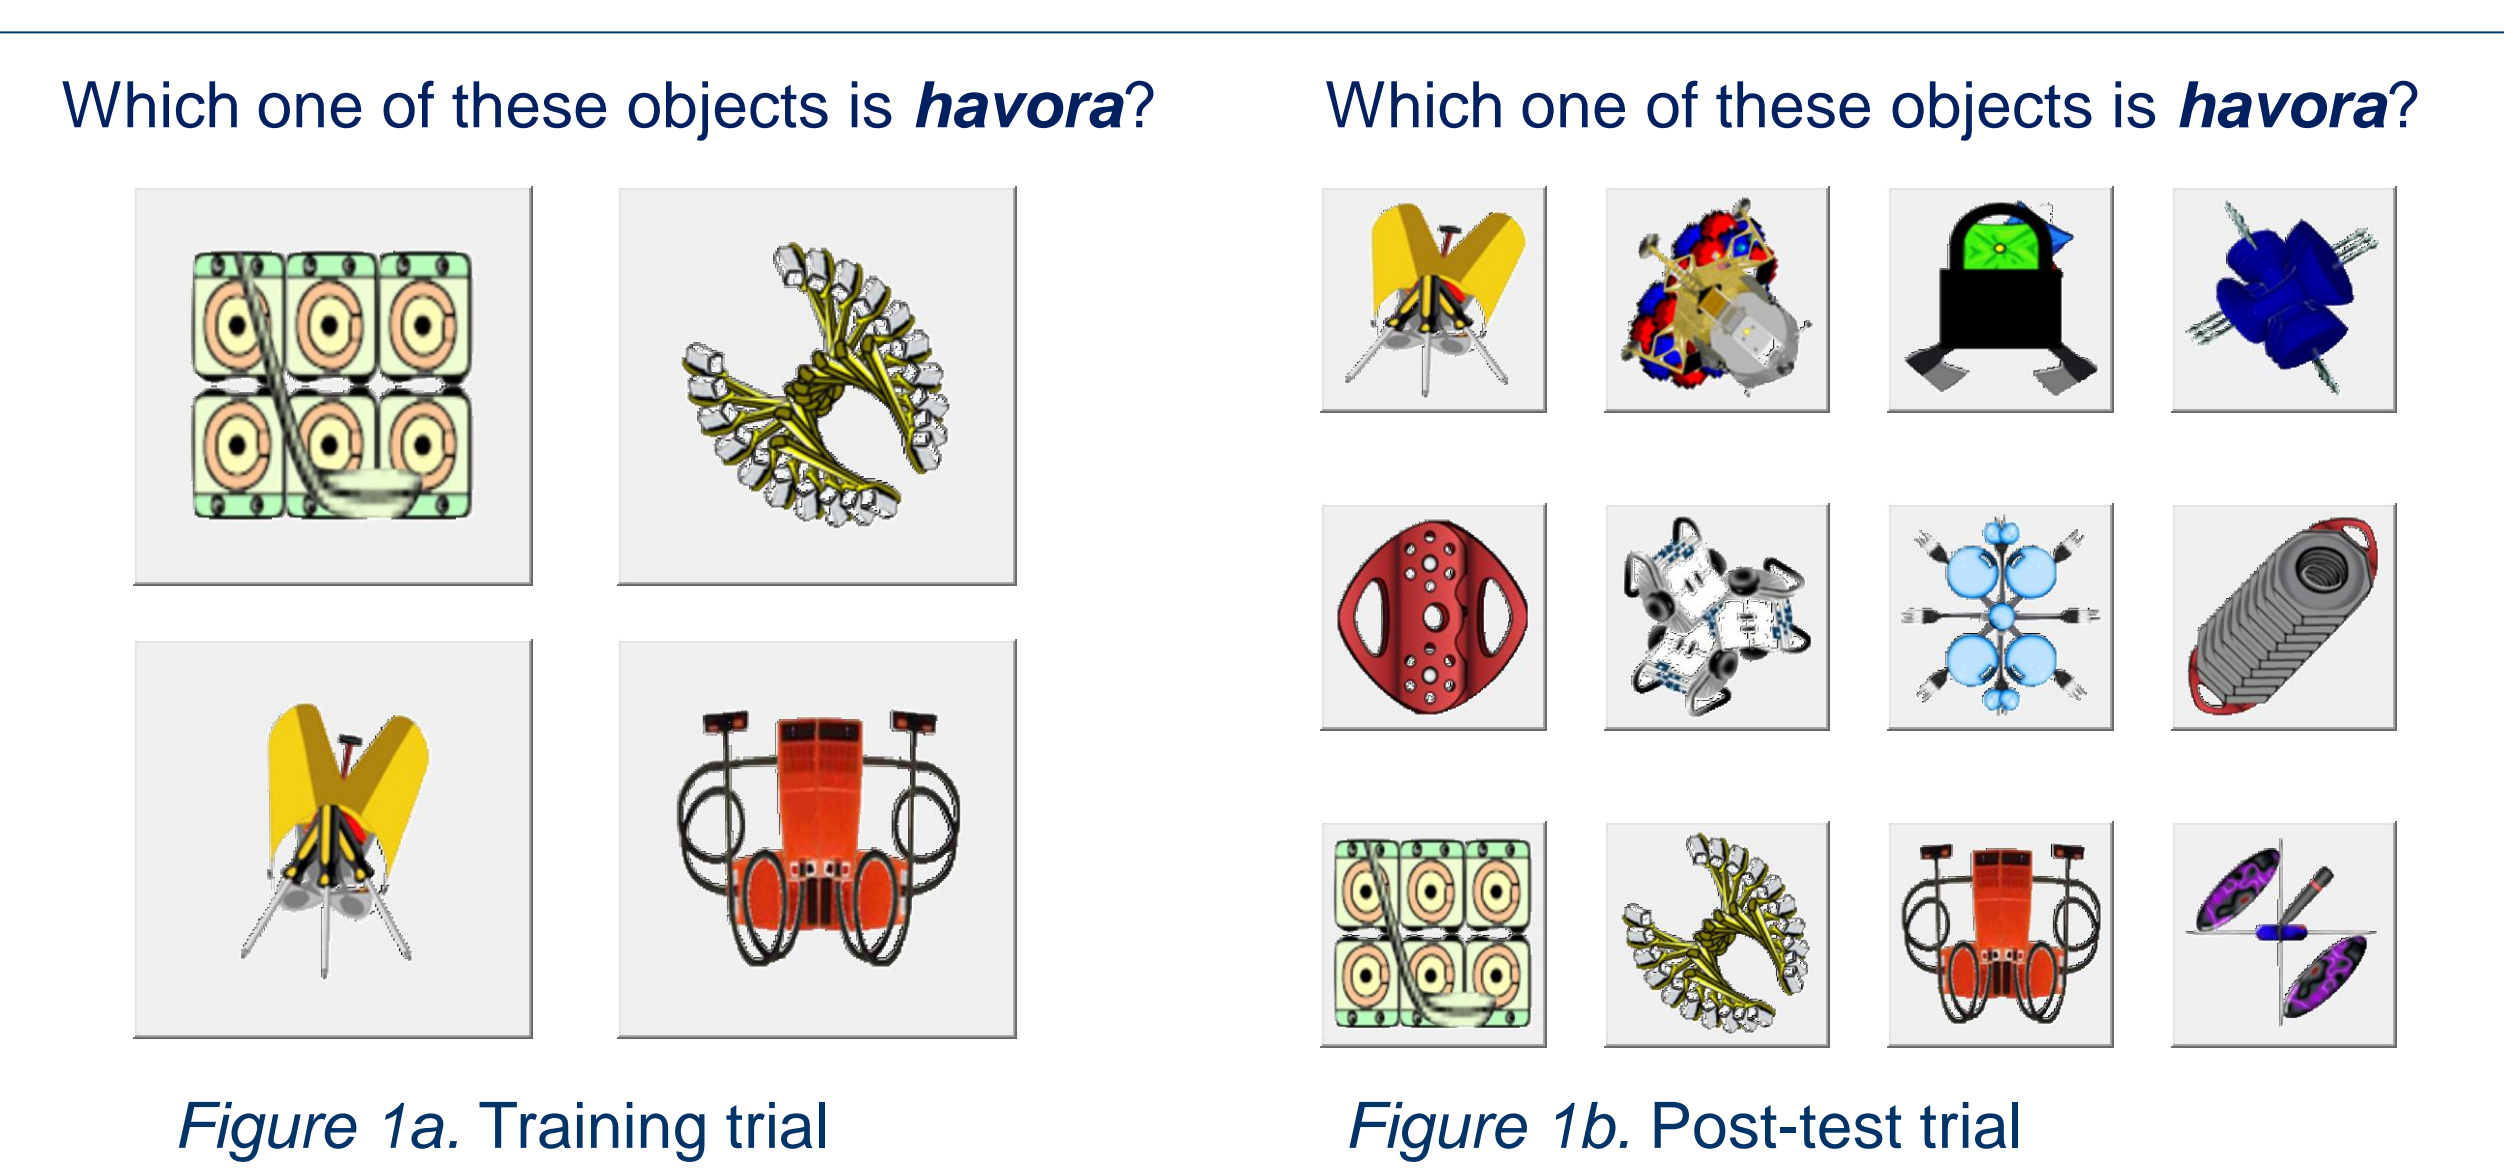 Which one of these objects is havora?
Which one of these objects is havora?
Figure 1a. Training trial
Figure 1b. Post-test trial